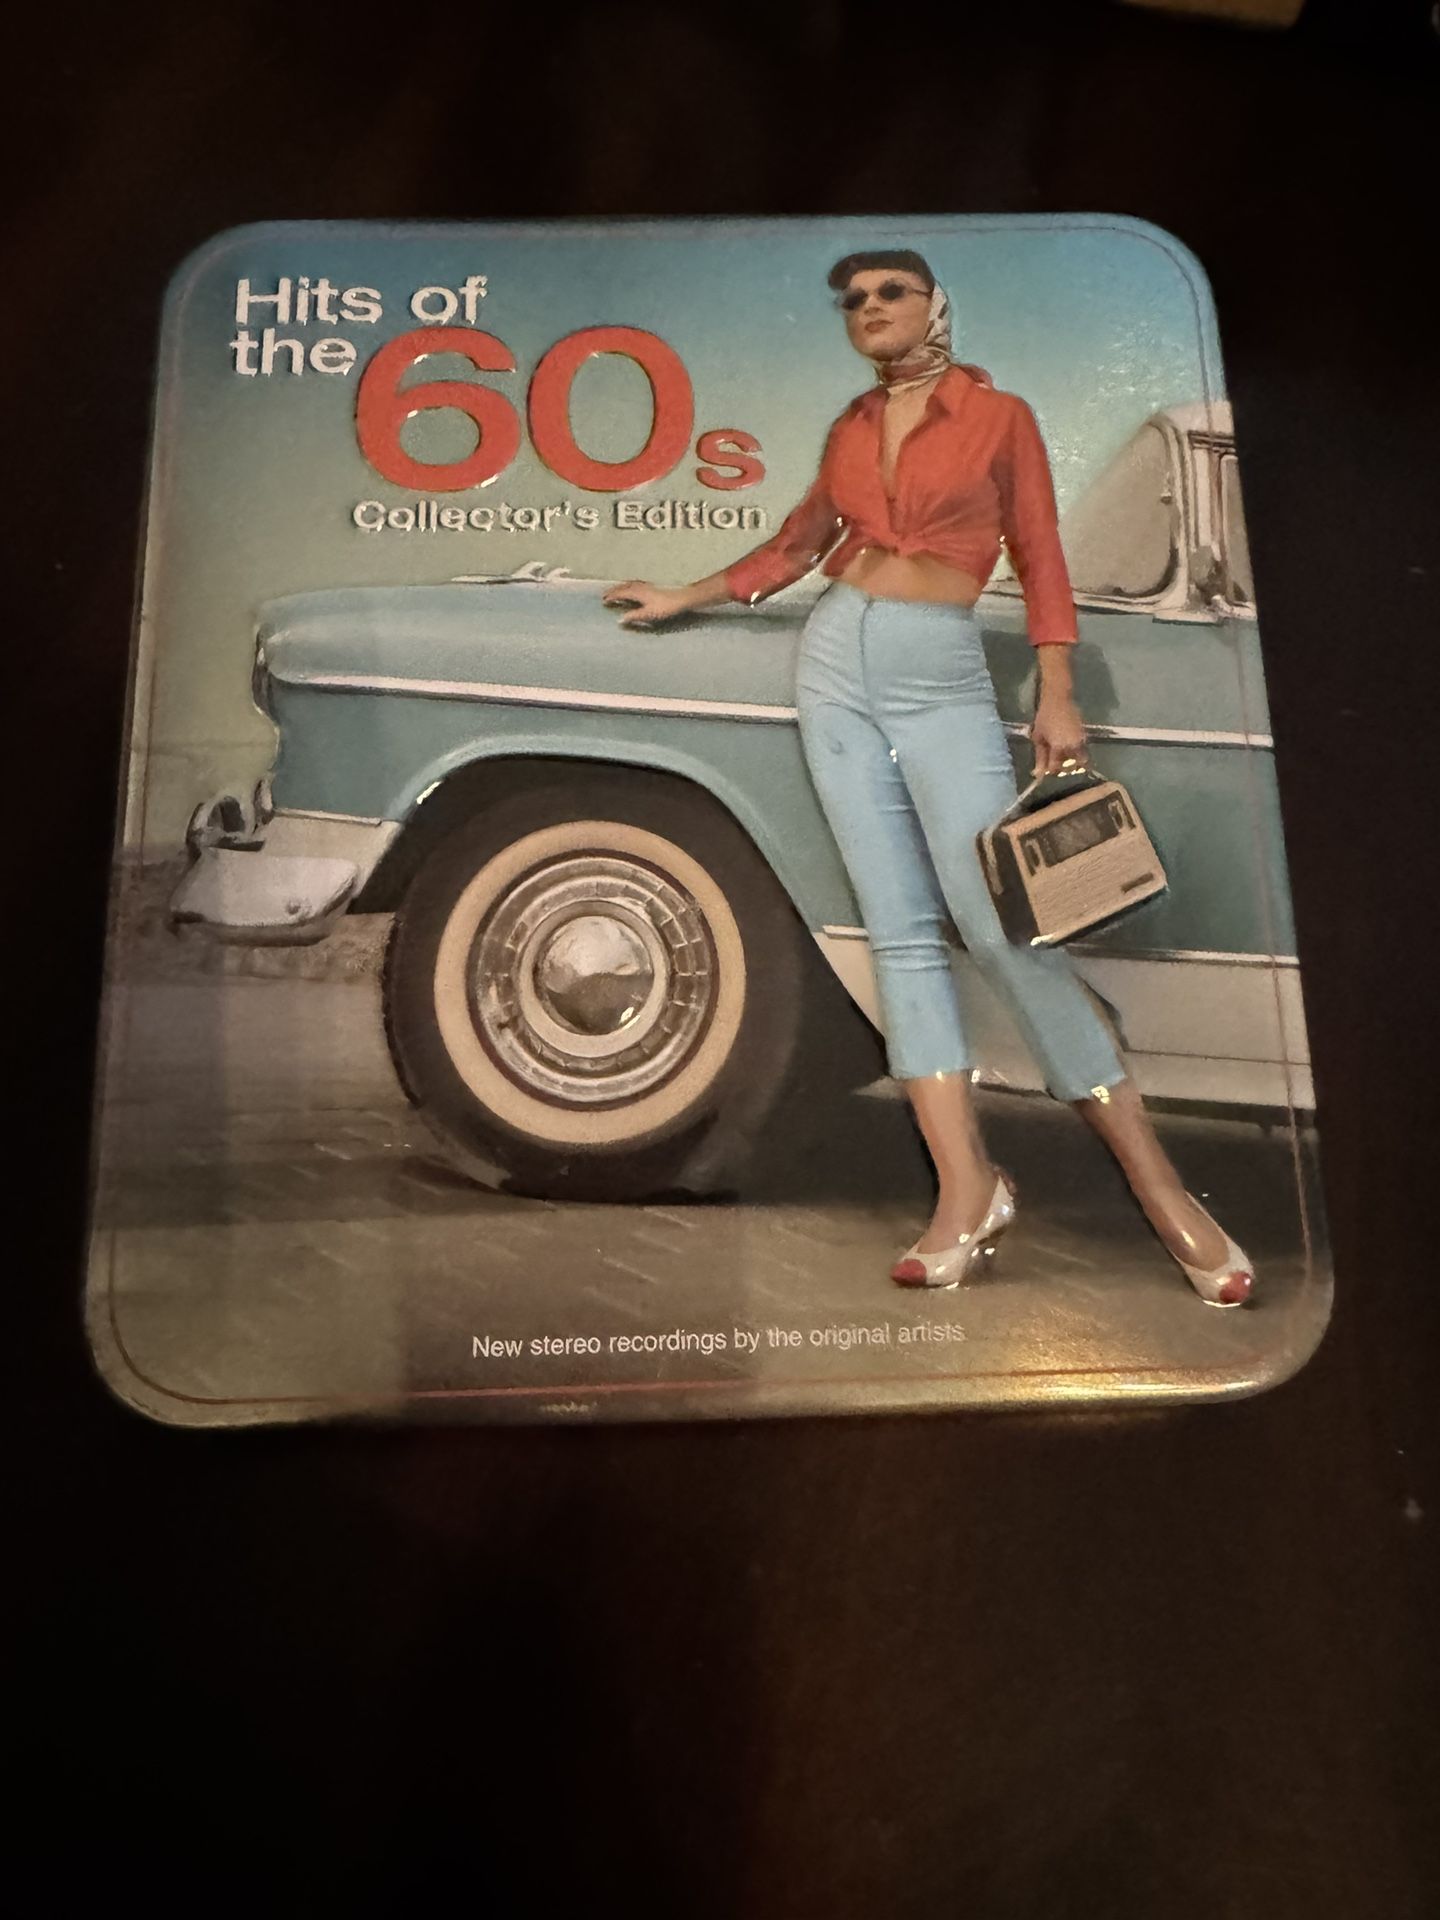 Hits of
the 60s
Collector's Edition
New stereo recordings by the original artists